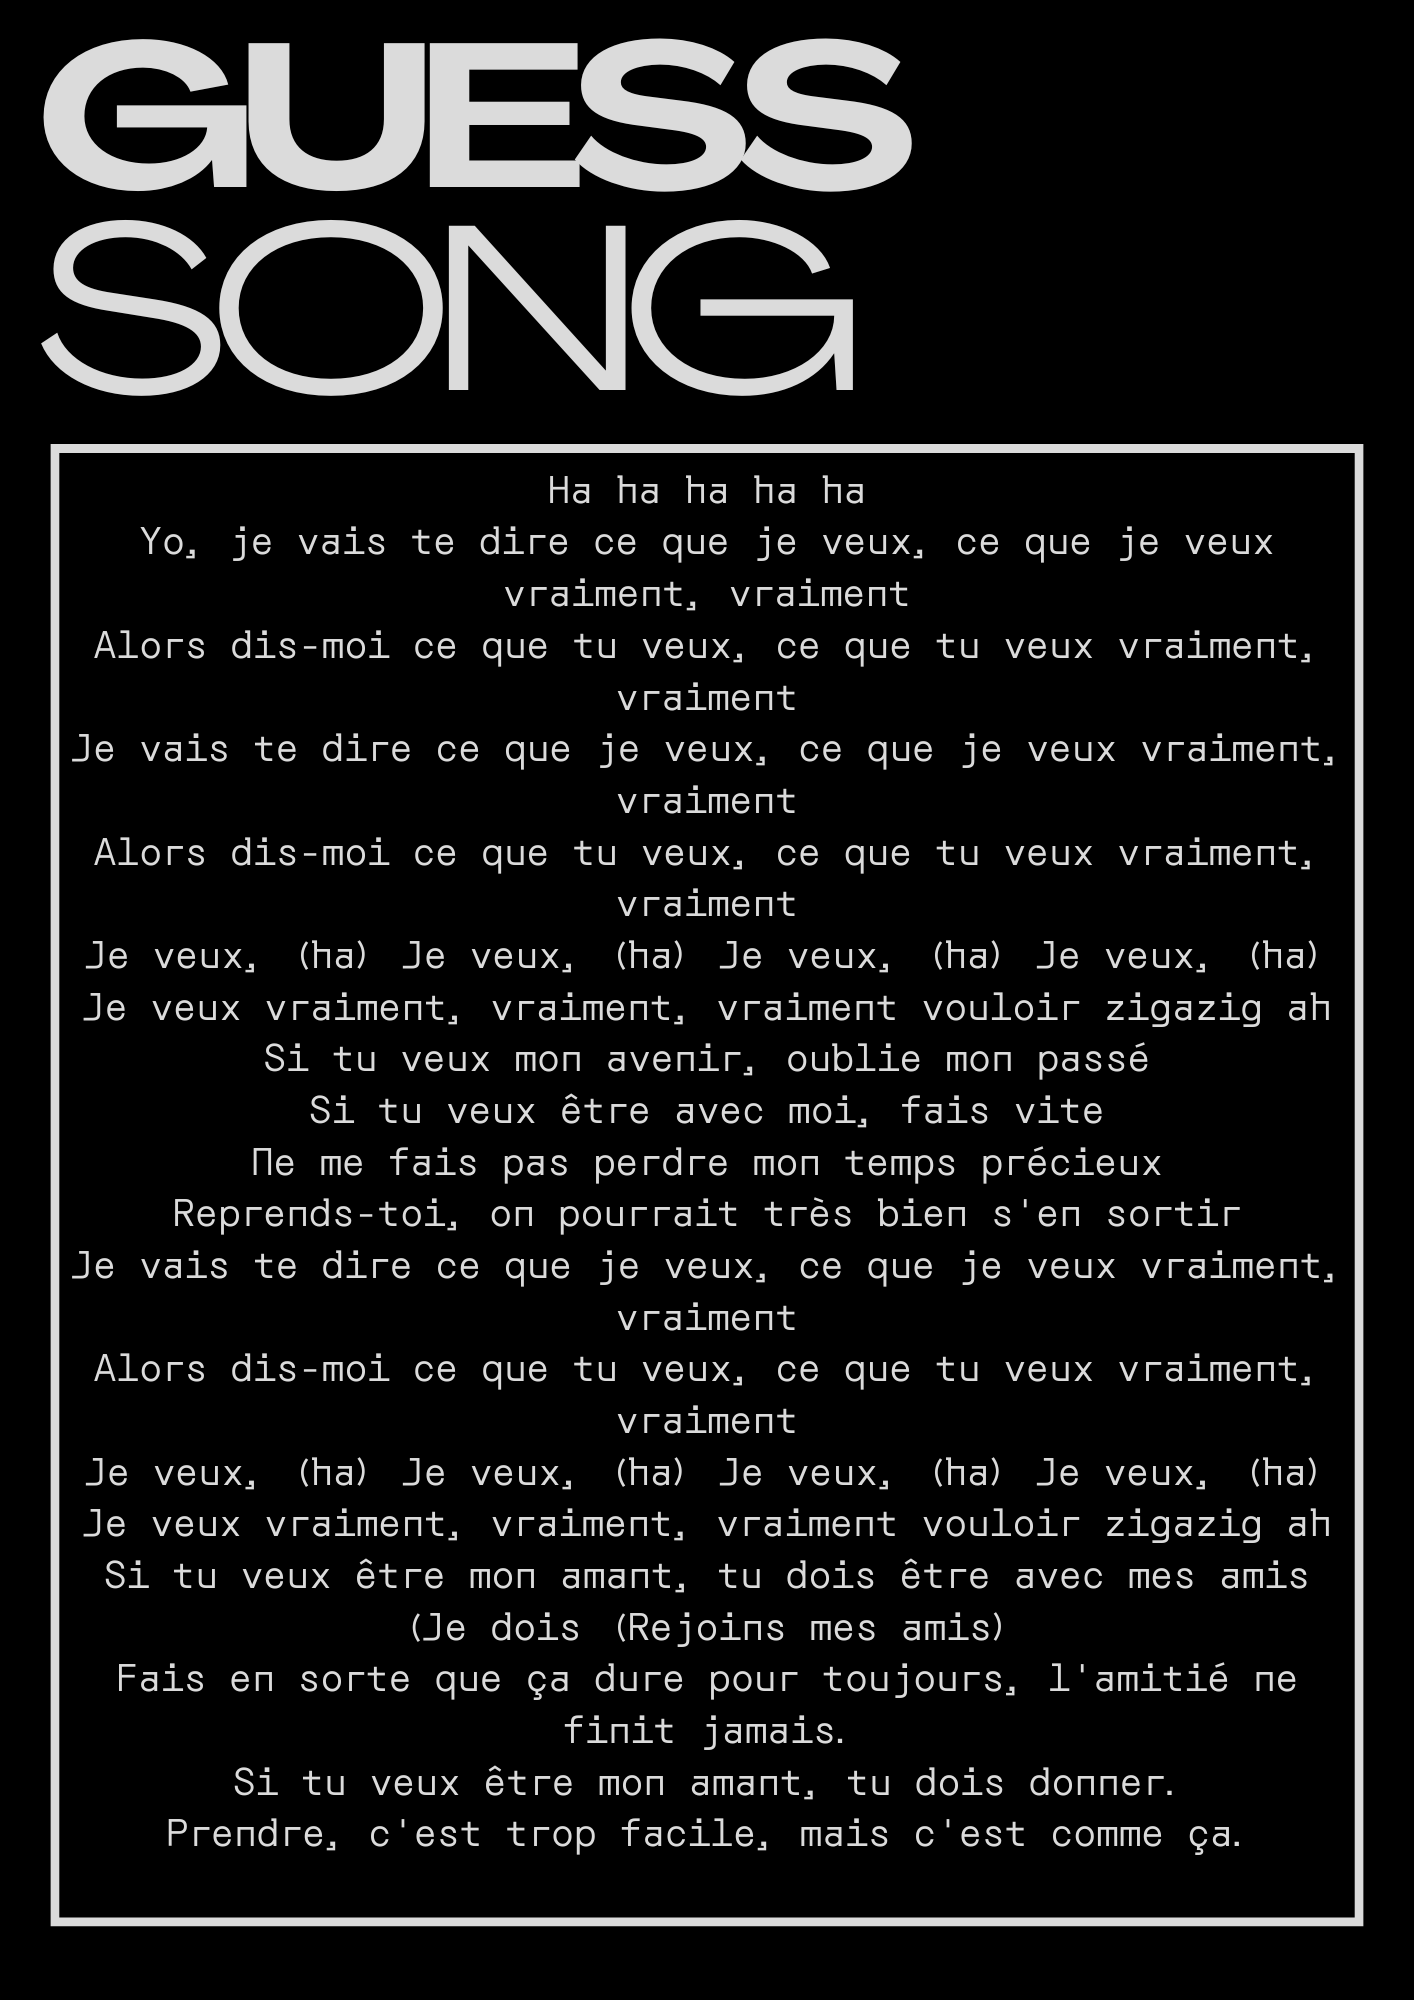 GUESS
SONG
Ha ha ha ha ha
Yo, je vais te dire ce que je veux, ce que je veux
vraiment, vraiment
Alors dis-moi ce que tu veux, ce que tu veux vraiment,
vraiment
Je vais te dire ce que je veux, ce que je veux vraiment,
vraiment
Alors dis-moi ce que tu veux, ce que tu veux vraiment,
vraiment
Je veux, (ha) Je veux, (ha) Je veux, (ha) Je veux, (ha)
Je veux vraiment, vraiment, vraiment vouloir zigazig ah
Si tu veux mon avenir, oublie mon passé
Si tu veux être avec moi, fais vite
Ne me fais pas perdre mon temps précieux
Reprends-toi, on pourrait très bien s'en sortir
Je vais te dire ce que je veux, ce que je veux vraiment,
vraiment
Alors dis-moi ce que tu veux, ce que tu veux vraiment,
vraiment
Je veux, (ha) Je veux, (ha) Je veux, (ha) Je veux, (ha)
Je veux vraiment, vraiment, vraiment vouloir zigazig ah
Si tu veux être mon amant, tu dois être avec mes amis
(Je dois (Rejoins mes amis)
Fais en sorte que ça dure pour toujours, l'amitié ne
finit jamais.
Si tu veux être mon amant, tu dois donner.
Prendre, c'est trop facile, mais c'est comme ça.